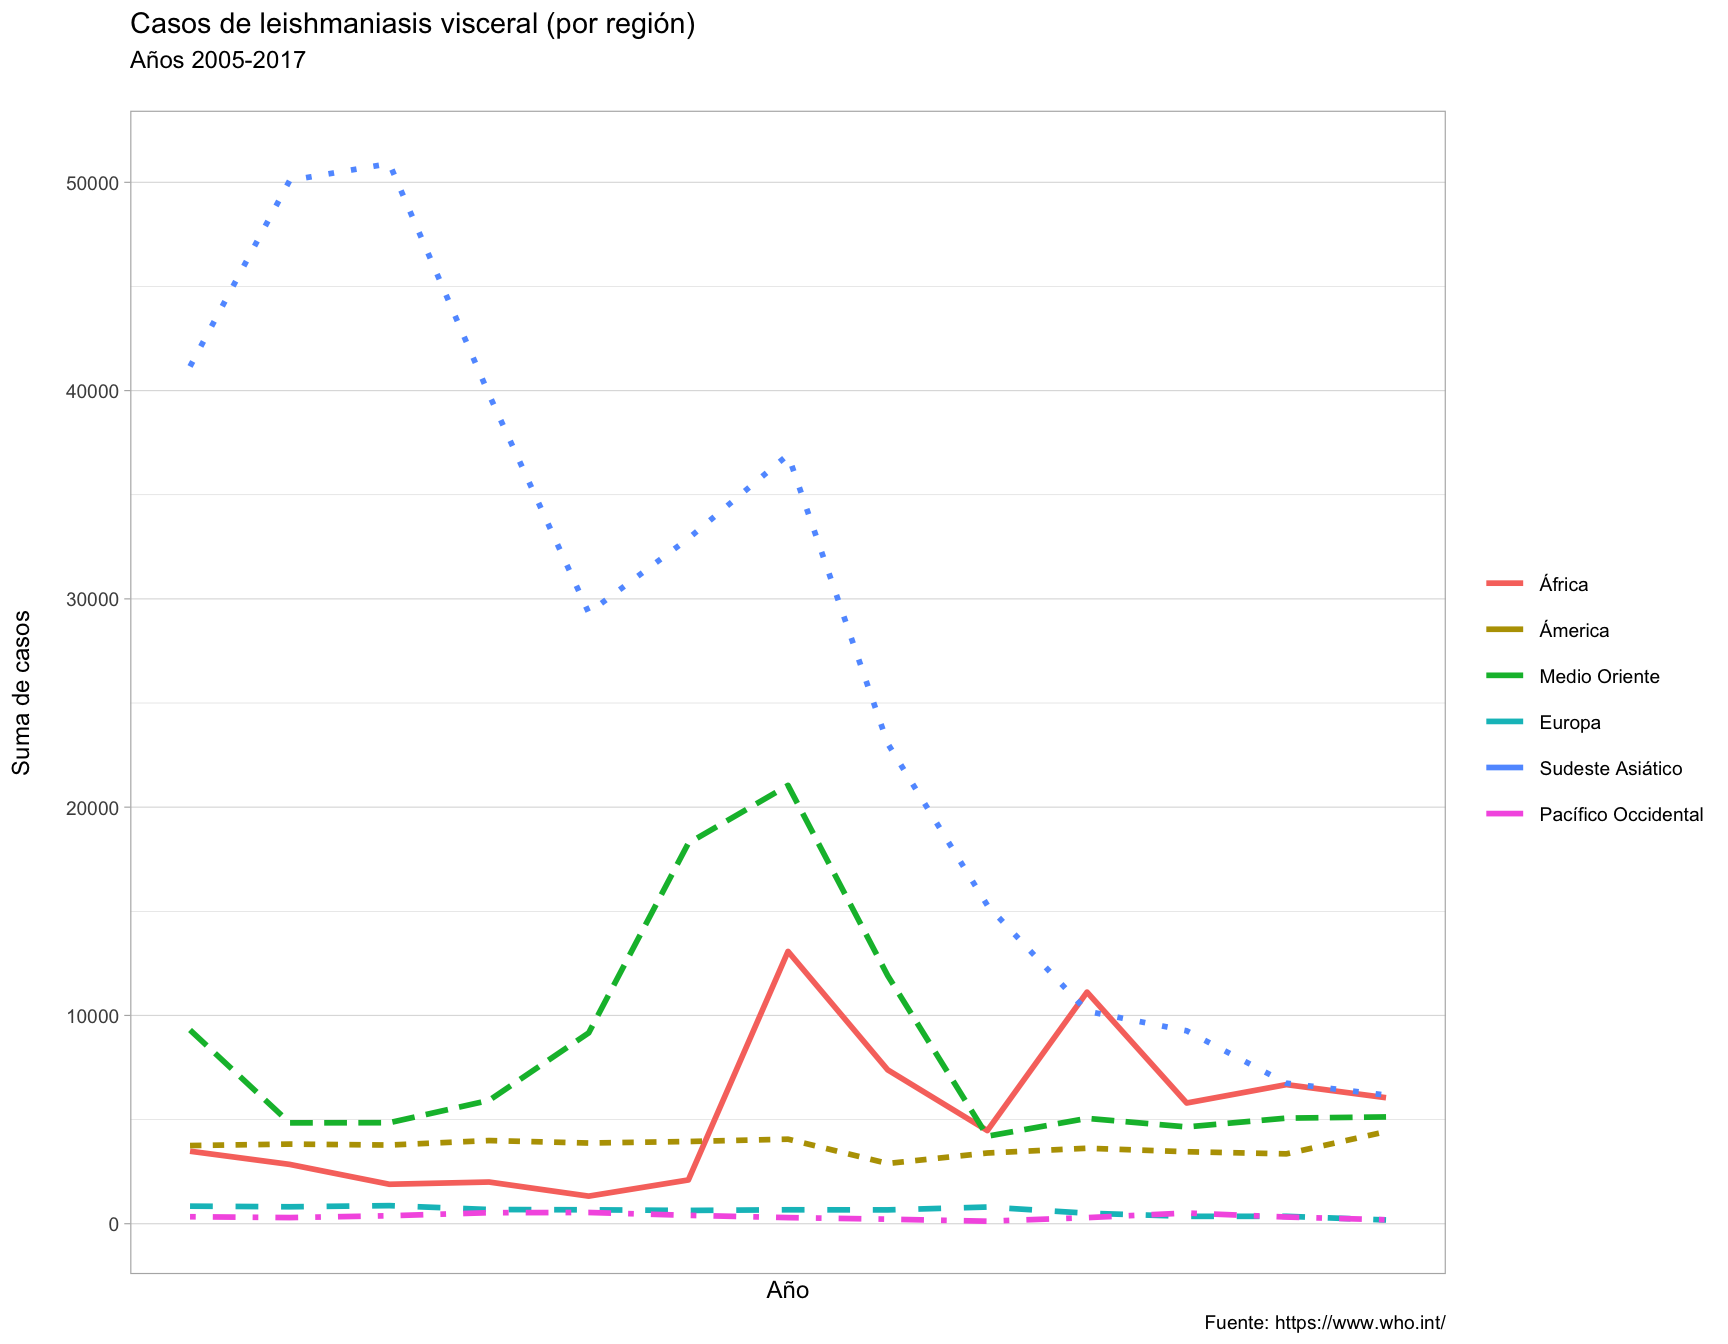 Casos de leishmaniasis visceral (por región)
Años 2005-2017
50000
40000
30000
20000
10000
0
Suma de casos
Año
África
Ámerica
Medio Oriente
Europa
Sudeste Asiático
Pacífico Occidental
Fuente: https://www.who.int/